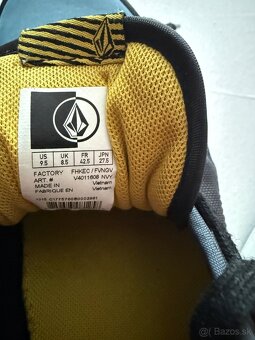 US UK FR JPN
9.5 8.5 42.5 27.5
FACTORY FHKEC / FVNGV
ART. # V4011608 NVY
MADE IN Vietnam
FABRIQUE EN Vietnam
Bazos.sk